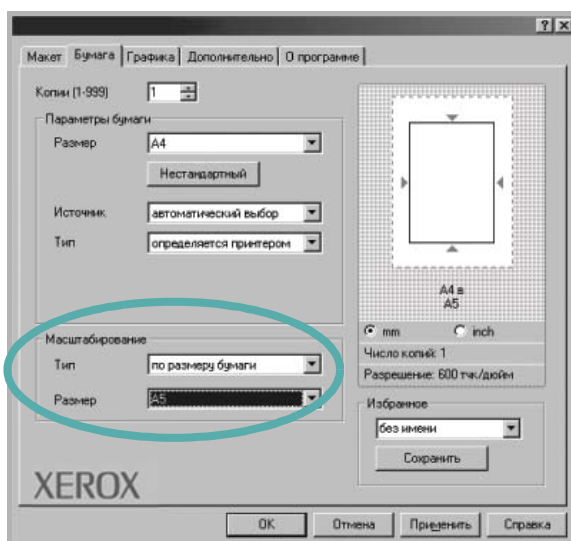 Макет Бумага Графика Дополнительно О программе
Копии (1-999) 1
Параметры бумаги
Размер A4
Нестандартный
Источник автоматический выбор
Тип определяется принтером
A4 в
A5
mm inch
Масштабирование
Тип по размеру бумаги
Размер A5
Число копий: 1
Разрешение: 600 тчк/дюйм
Избранное
без имени
Сохранить
XEROX
OK Отмена Применить Справка